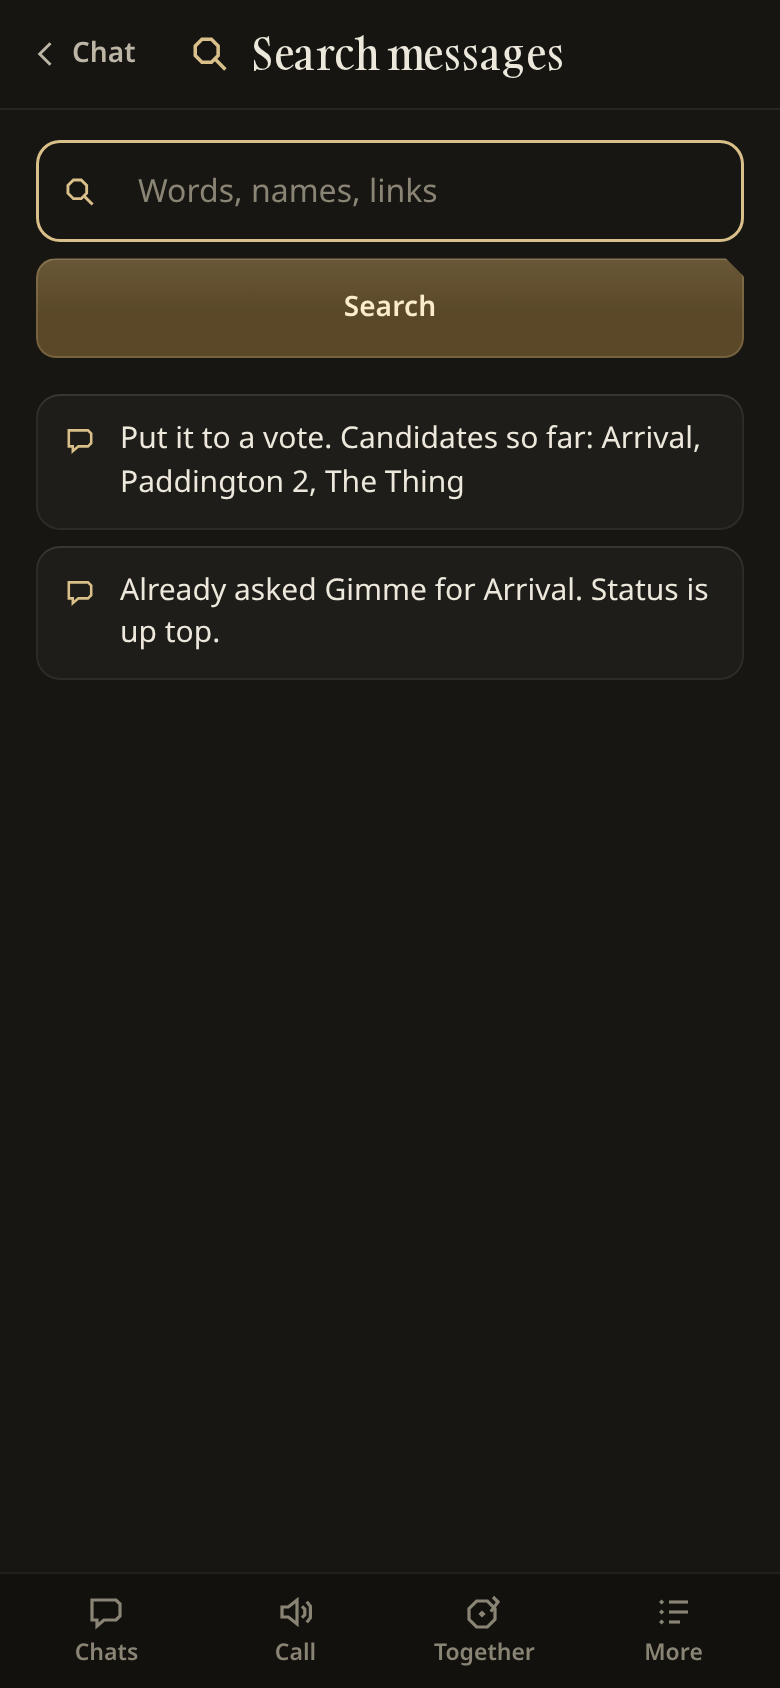 Chat
Search messages
Words, names, links
Search
Put it to a vote. Candidates so far: Arrival,
Paddington 2, The Thing
Already asked Gimme for Arrival. Status is
up top.
Chats
Call
Together
More